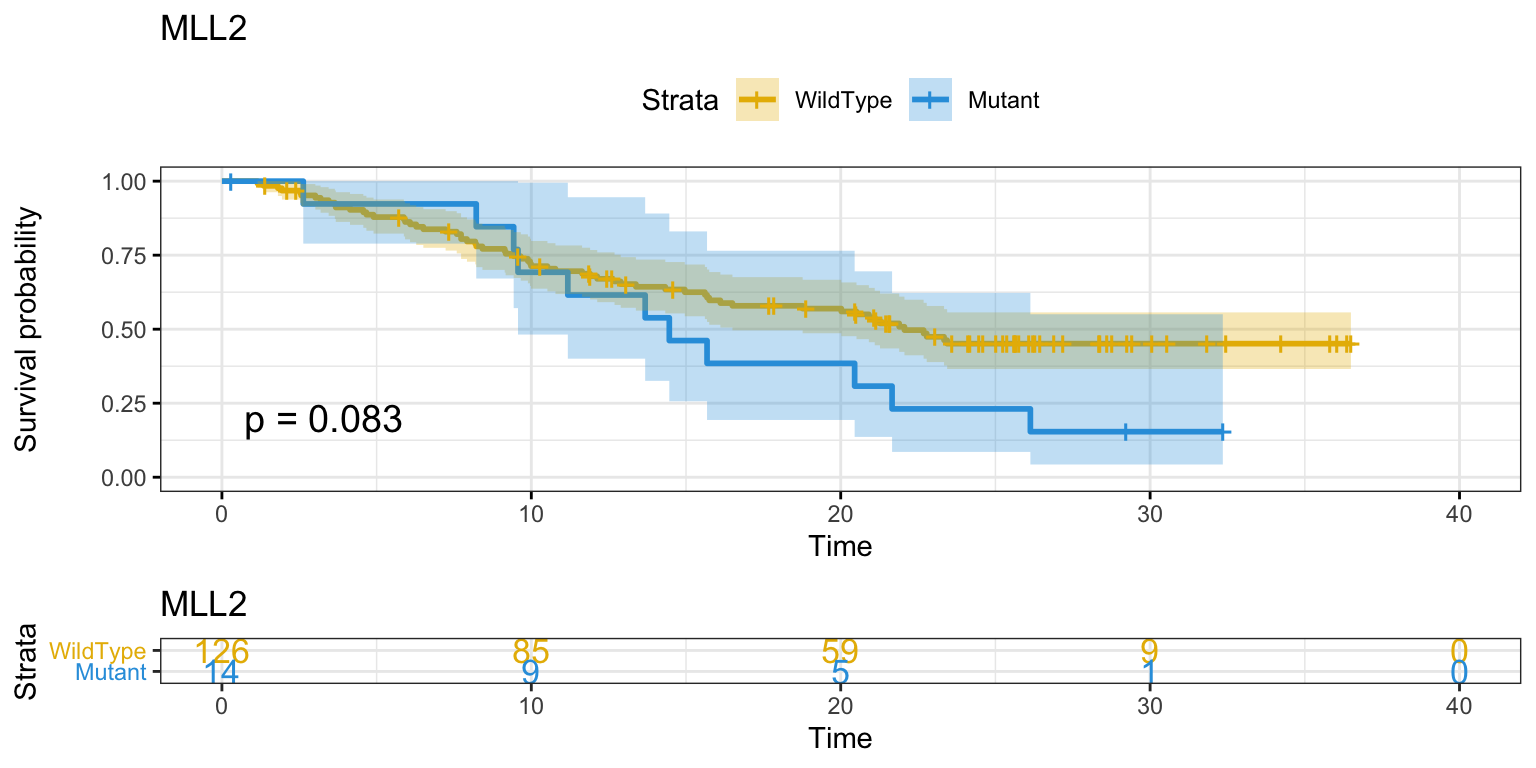 MLL2
Strata WildType Mutant
Survival probability
1.00
0.75
0.50
0.25
0.00
p = 0.083
0 10 20 30 40
Time
MLL2
Strata
WildType 126 85 59 9 0
Mutant 14 9 5 1 0
0 10 20 30 40
Time